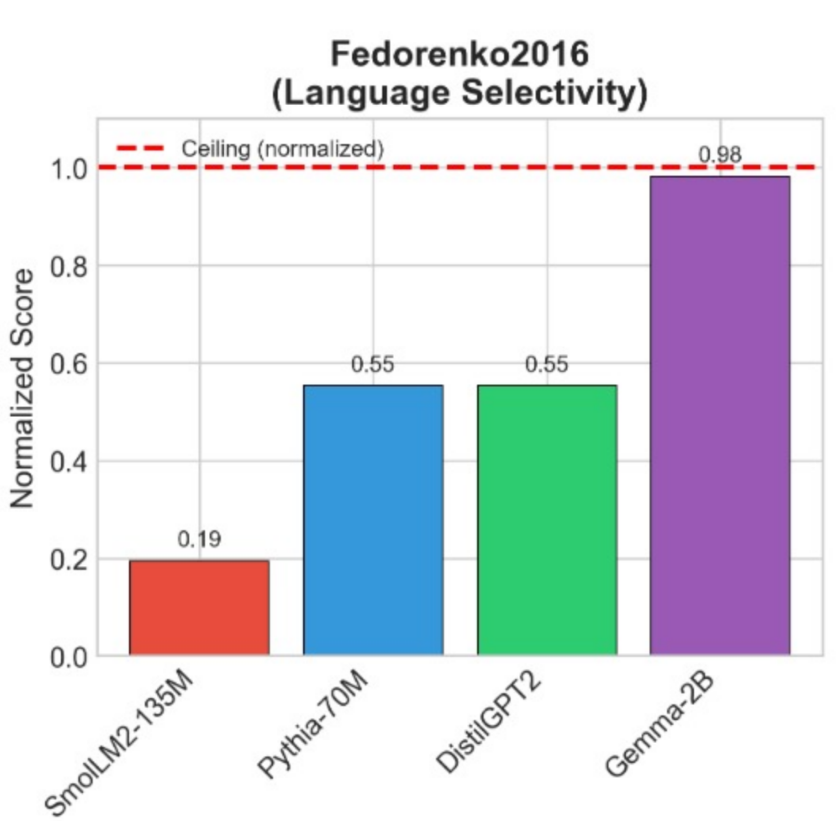 Fedorenko2016
(Language Selectivity)
Ceiling (normalized)
0.98
1.0
0.8
0.6
0.55
0.55
0.4
0.19
0.2
0.0
Normalized Score
SmolLM2-135M
Pythia-70M
DistilGPT2
Gemma-2B